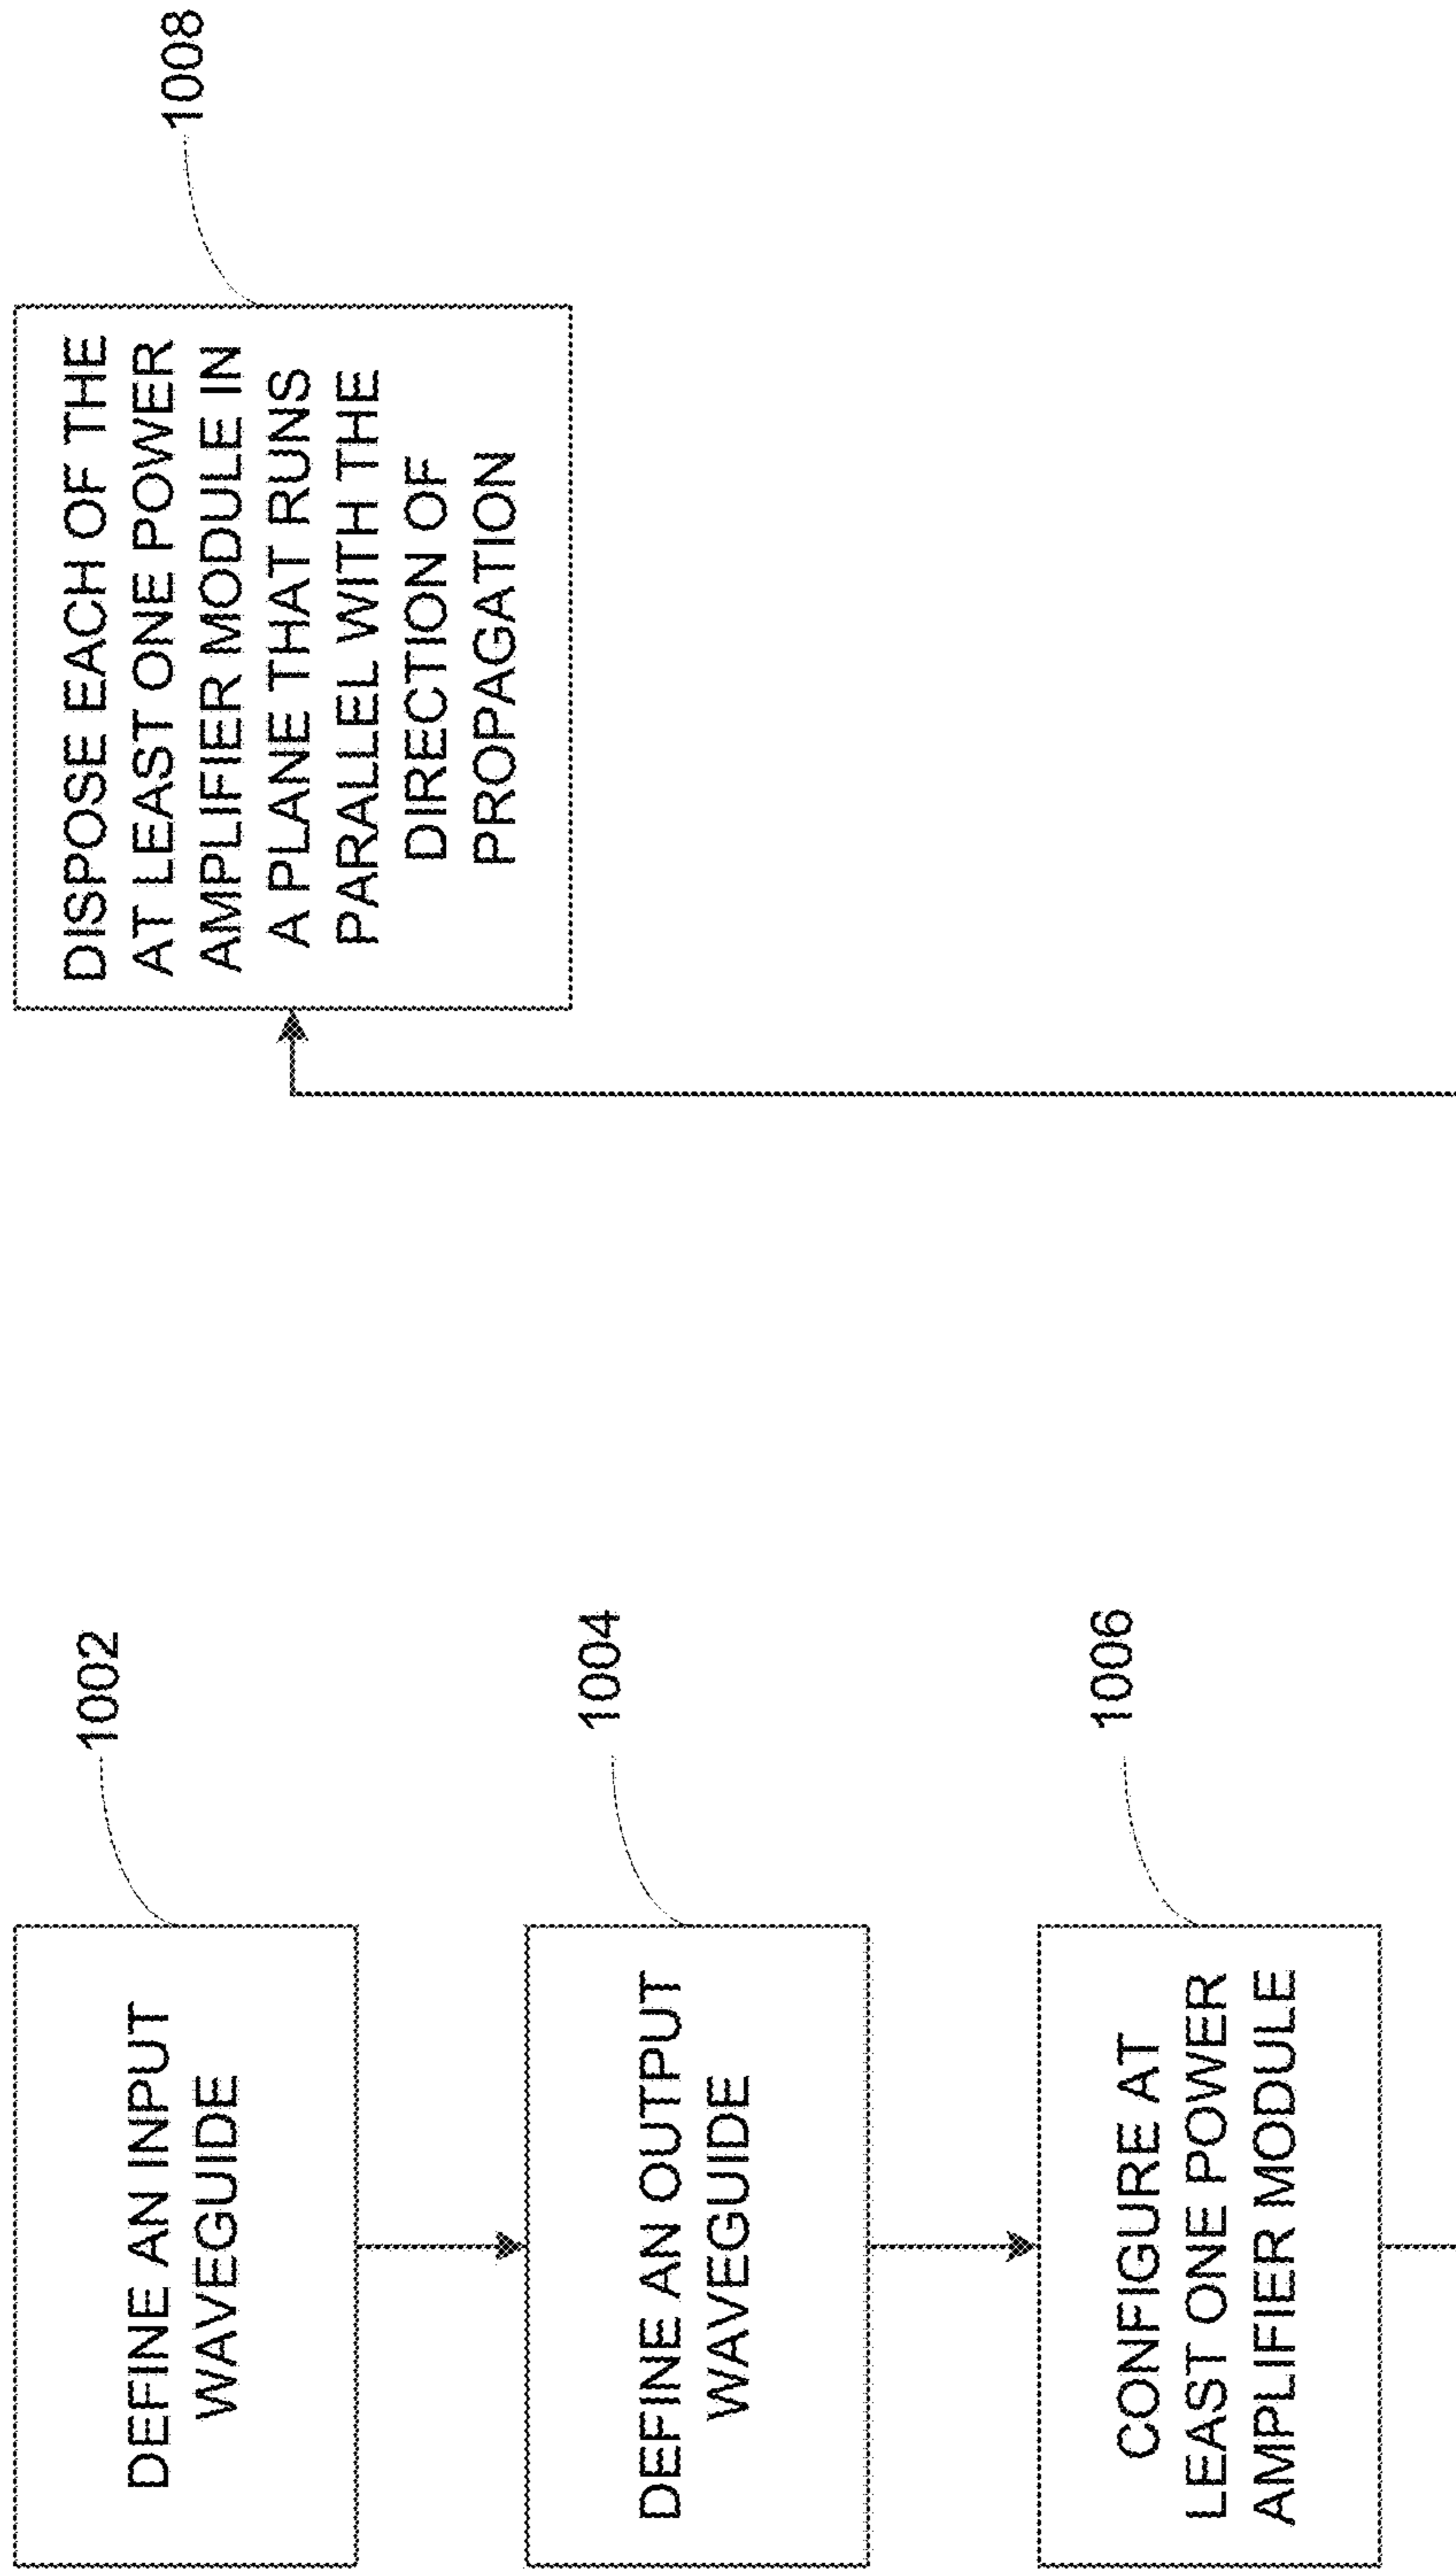 1002
DEFINE AN INPUT
WAVEGUIDE
1004
DEFINE AN OUTPUT
WAVEGUIDE
1006
CONFIGURE AT
LEAST ONE POWER
AMPLIFIER MODULE
1008
DISPOSE EACH OF THE
AT LEAST ONE POWER
AMPLIFIER MODULE IN
A PLANE THAT RUNS
PARALLEL WITH THE
DIRECTION OF
PROPAGATION